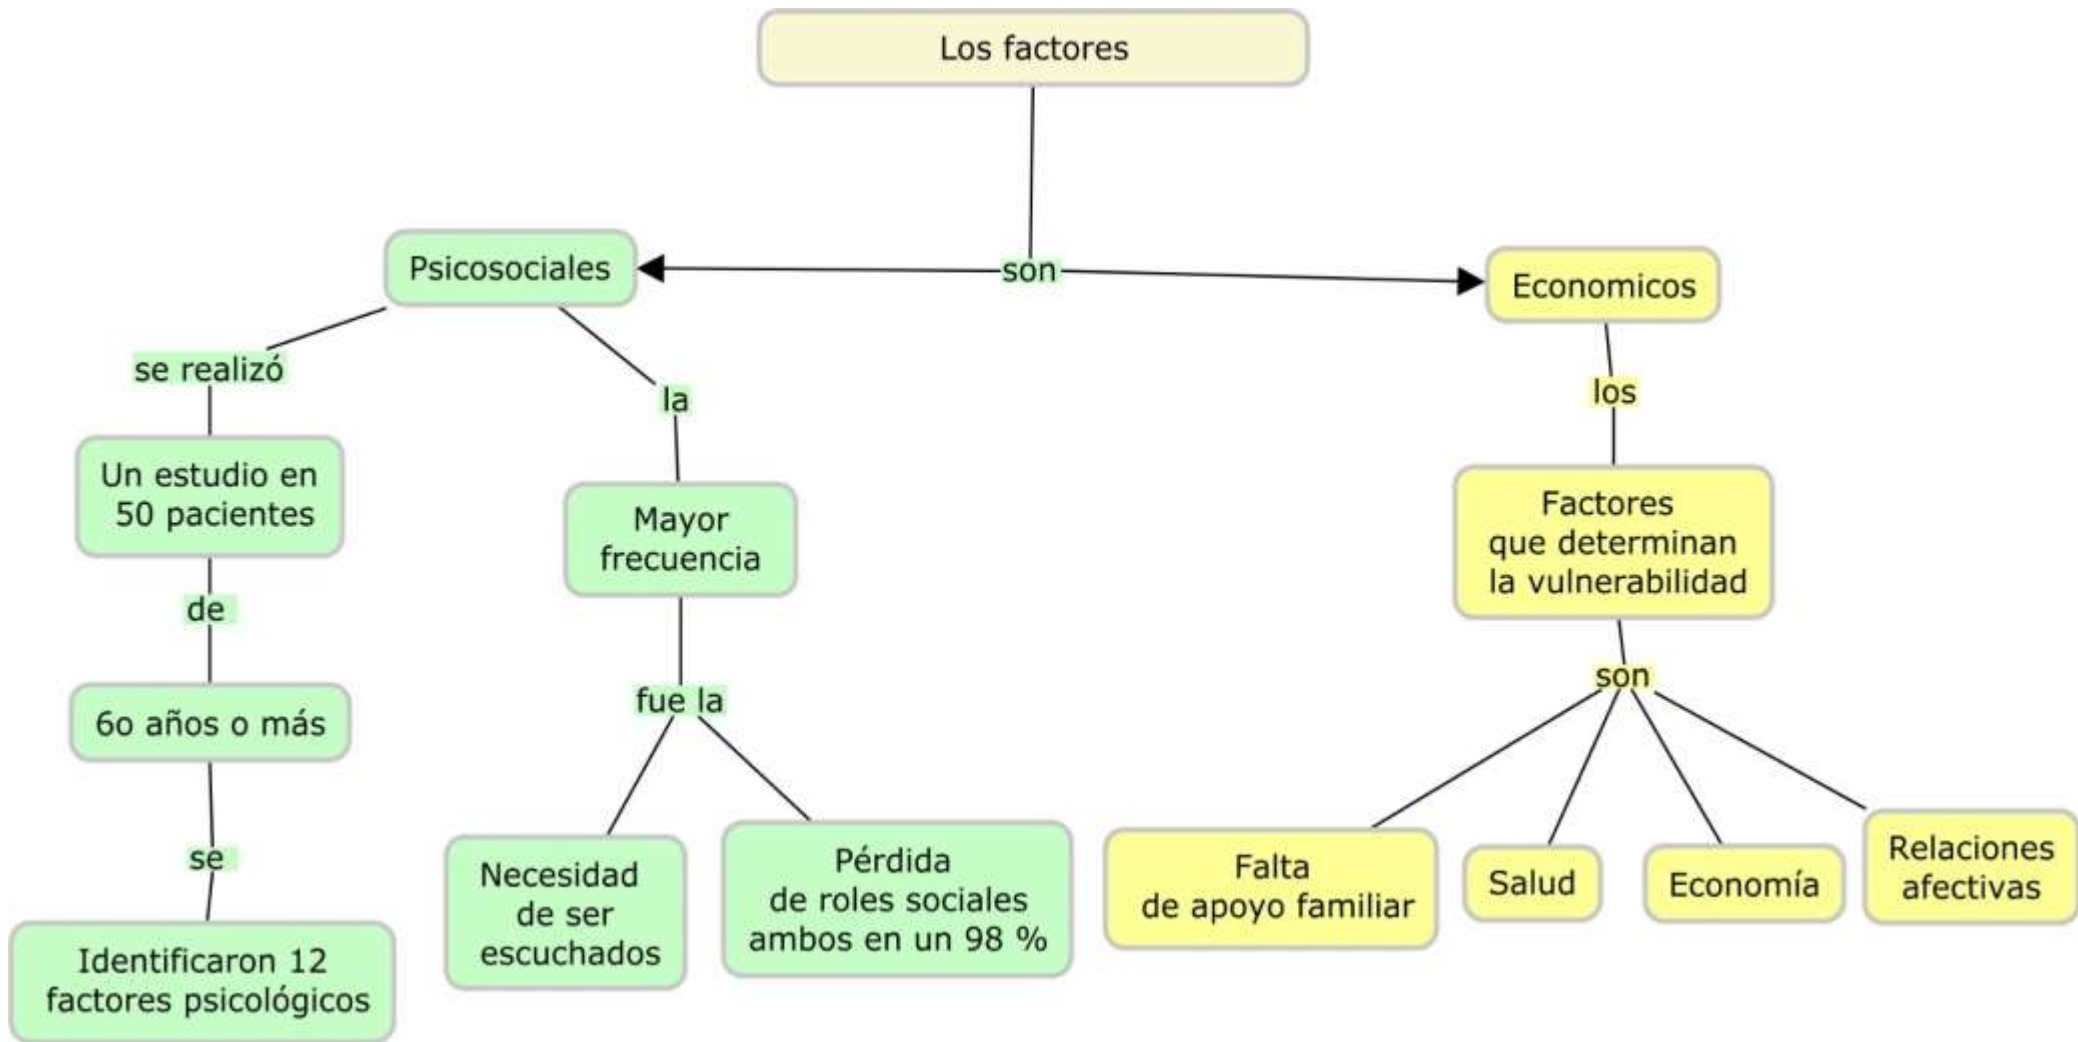 Los factores
Psicosociales
son
Economicos
se realizó
la
los
Un estudio en
50 pacientes
Mayor
frecuencia
Factores
que determinan
la vulnerabilidad
de
fue la
son
6o años o más
se
Necesidad
de ser
escuchados
Pérdida
de roles sociales
ambos en un 98 %
Falta
de apoyo familiar
Salud
Economía
Relaciones
afectivas
Identificaron 12
factores psicológicos